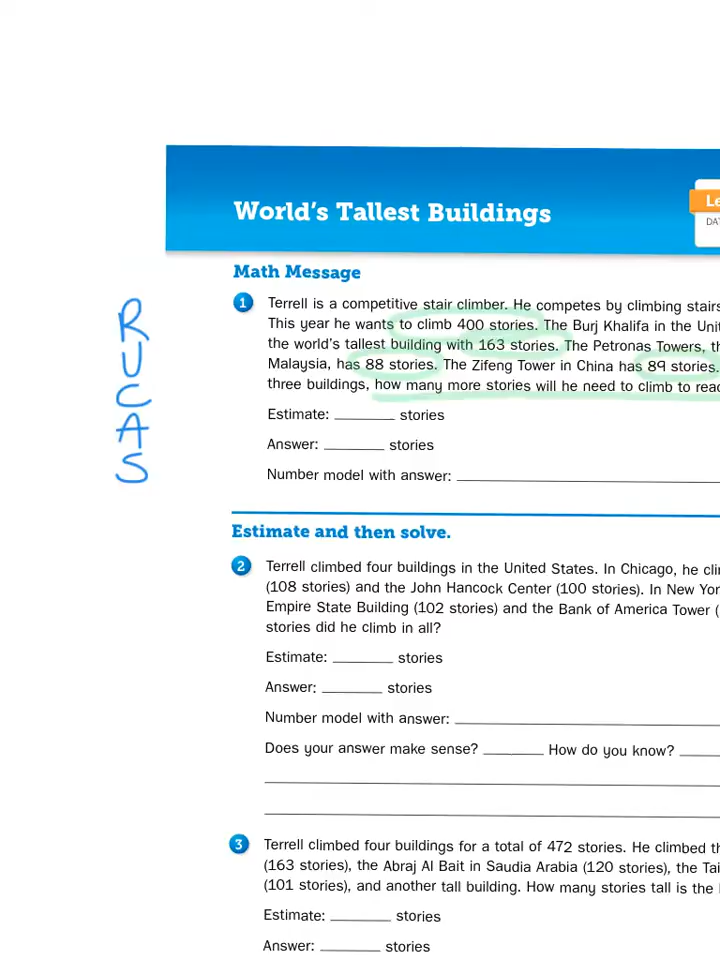 World's Tallest Buildings
Le
Math Message
1 Terrell is a competitive stair climber. He competes by climbing stairs
This year he wants to climb 400 stories. The Burj Khalifa in the Unit
the world's tallest building with 163 stories. The Petronas Towers, th
Malaysia, has 88 stories. The Zifeng Tower in China has 89 stories.
three buildings, how many more stories will he need to climb to reac
Estimate: ________ stories
Answer: ________ stories
Number model with answer: ________
R
U
C
A
S
Estimate and then solve.
2 Terrell climbed four buildings in the United States. In Chicago, he clim
(108 stories) and the John Hancock Center (100 stories). In New Yor
Empire State Building (102 stories) and the Bank of America Tower (
stories did he climb in all?
Estimate: ________ stories
Answer: ________ stories
Number model with answer: ________
Does your answer make sense? ________ How do you know? ________
3 Terrell climbed four buildings for a total of 472 stories. He climbed th
(163 stories), the Abraj Al Bait in Saudia Arabia (120 stories), the Tai
(101 stories), and another tall building. How many stories tall is the
Estimate: ________ stories
Answer: ________ stories